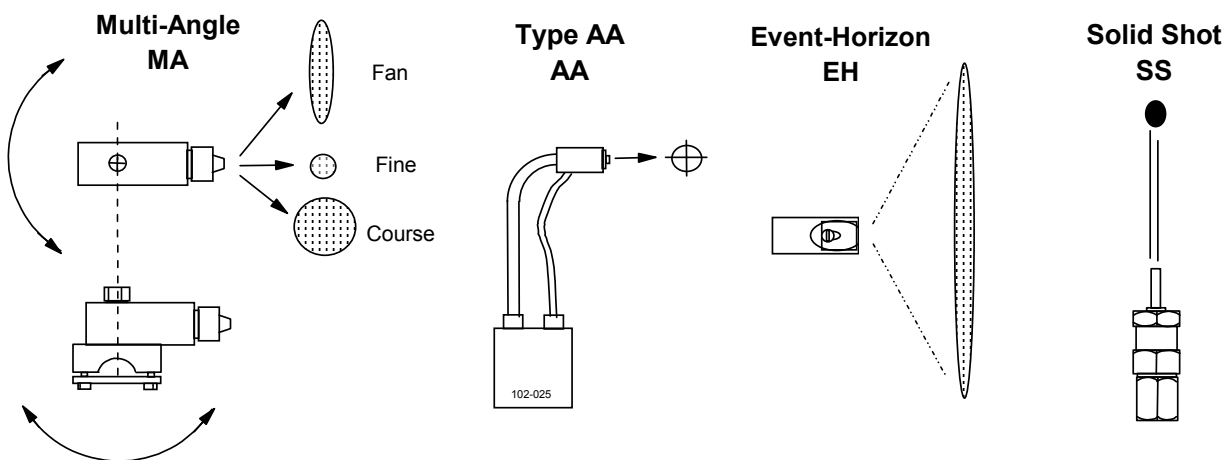 Multi-Angle
MA
Fan
Fine
Course
Type AA
AA
102-025
Event-Horizon
EH
Solid Shot
SS